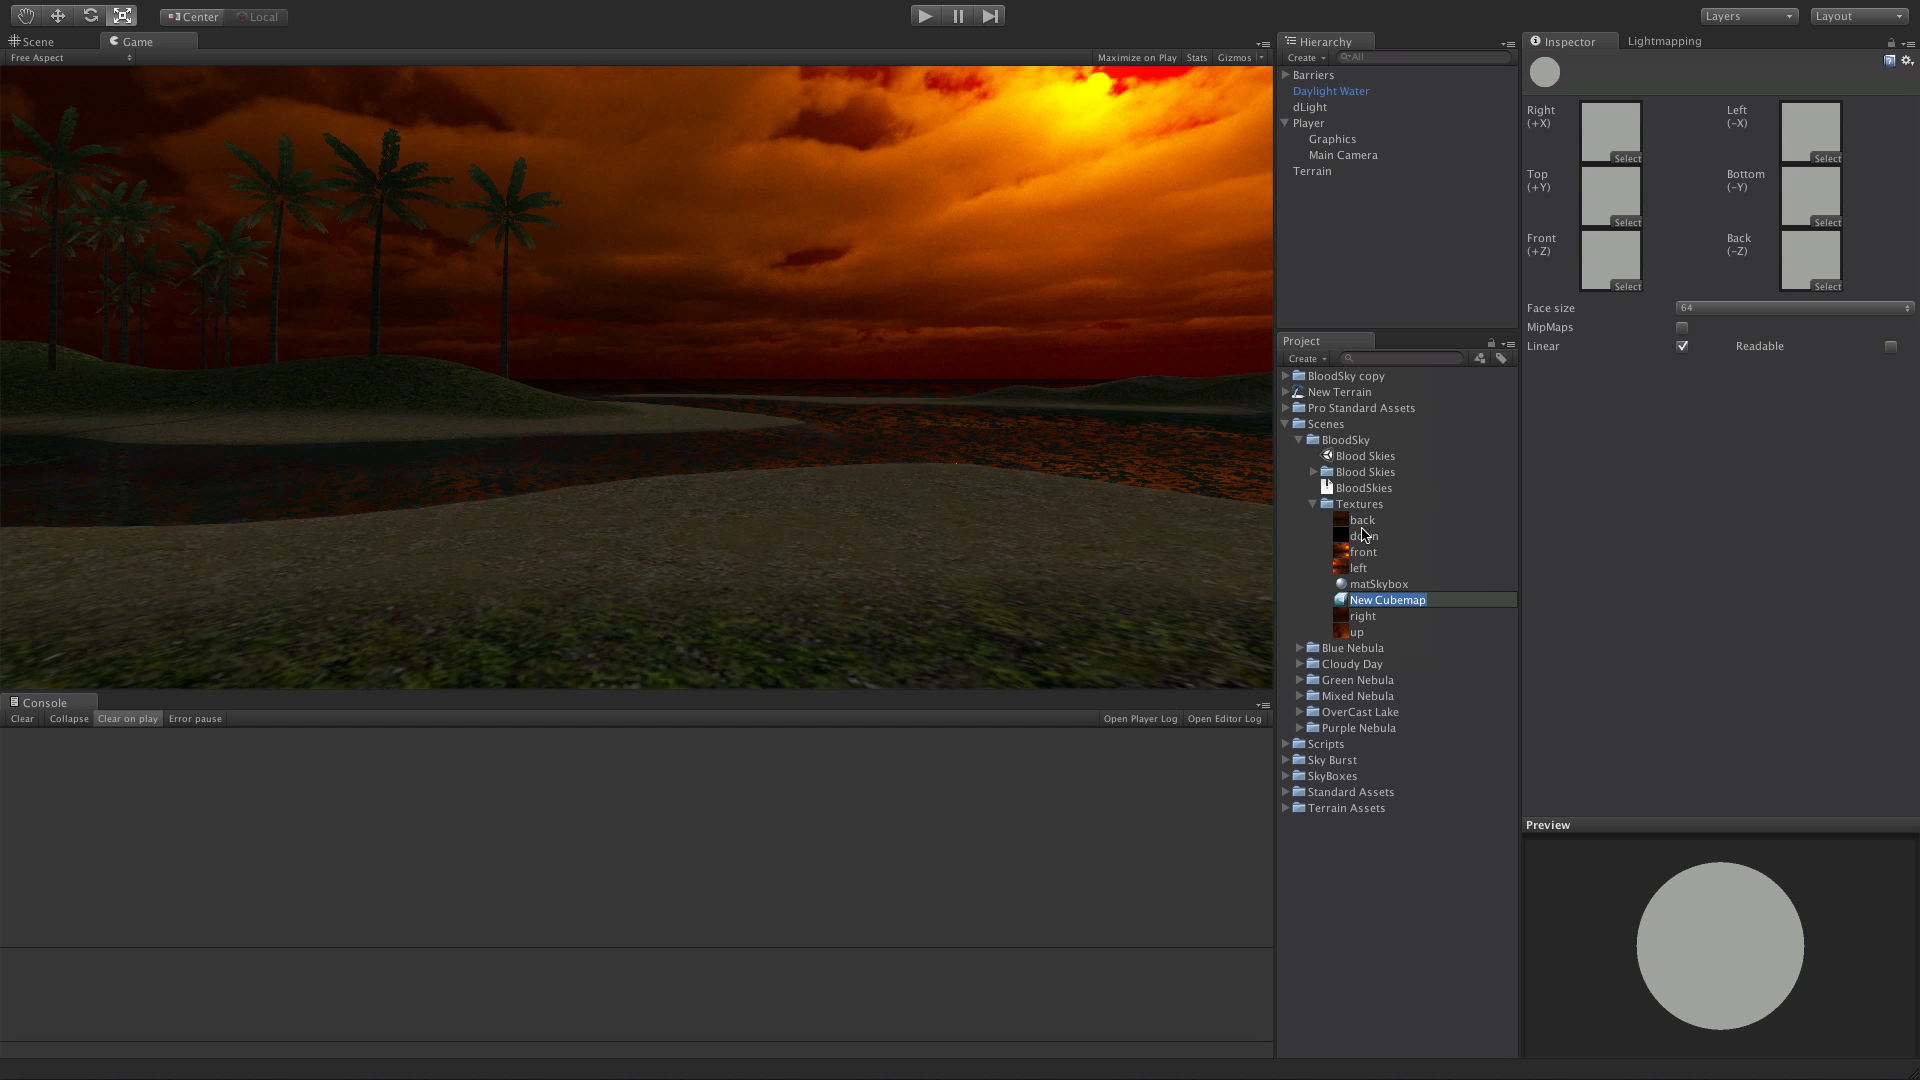 Center Local
Layers Layout
Scene Game
Free Aspect
Maximize on Play Stats Gizmos
Hierarchy
Create All
Barriers
Daylight Water
dLight
Player
Graphics
Main Camera
Terrain
Project
Create
BloodSky copy
New Terrain
Pro Standard Assets
Scenes
BloodSky
Blood Skies
Blood Skies
BloodSkies
Textures
back
front
left
matSkybox
New Cubemap
right
up
Blue Nebula
Cloudy Day
Green Nebula
Mixed Nebula
OverCast Lake
Purple Nebula
Scripts
Sky Burst
SkyBoxes
Standard Assets
Terrain Assets
Inspector Lightmapping
Right
(+X)
Select
Left
(-X)
Select
Top
(+Y)
Select
Bottom
(-Y)
Select
Front
(+Z)
Select
Back
(-Z)
Select
Face size 64
MipMaps
Linear Readable
Preview
Console
Clear Collapse Clear on play Error pause
Open Player Log Open Editor Log